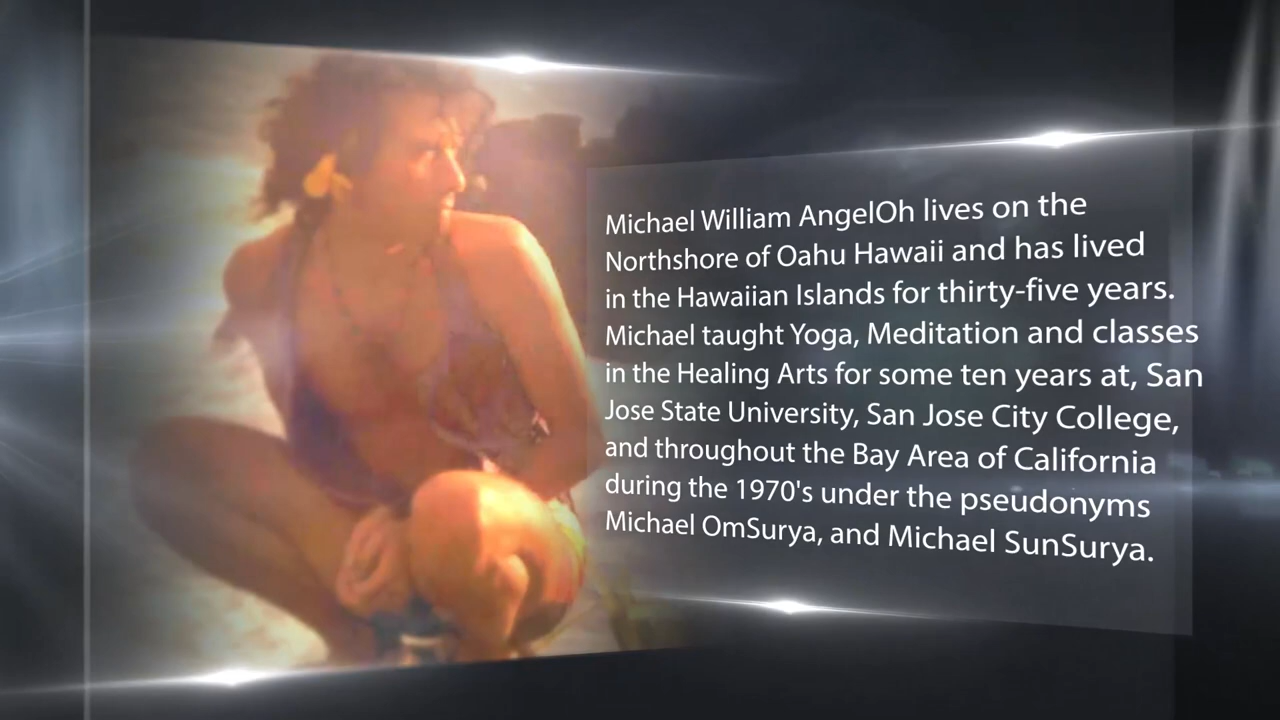 Michael William AngelOh lives on the
Northshore of Oahu Hawaii and has lived
in the Hawaiian Islands for thirty-five years.
Michael taught Yoga, Meditation and classes
in the Healing Arts for some ten years at, San
Jose State University, San Jose City College,
and throughout the Bay Area of California
during the 1970's under the pseudonyms
Michael OmSurya, and Michael SunSurya.